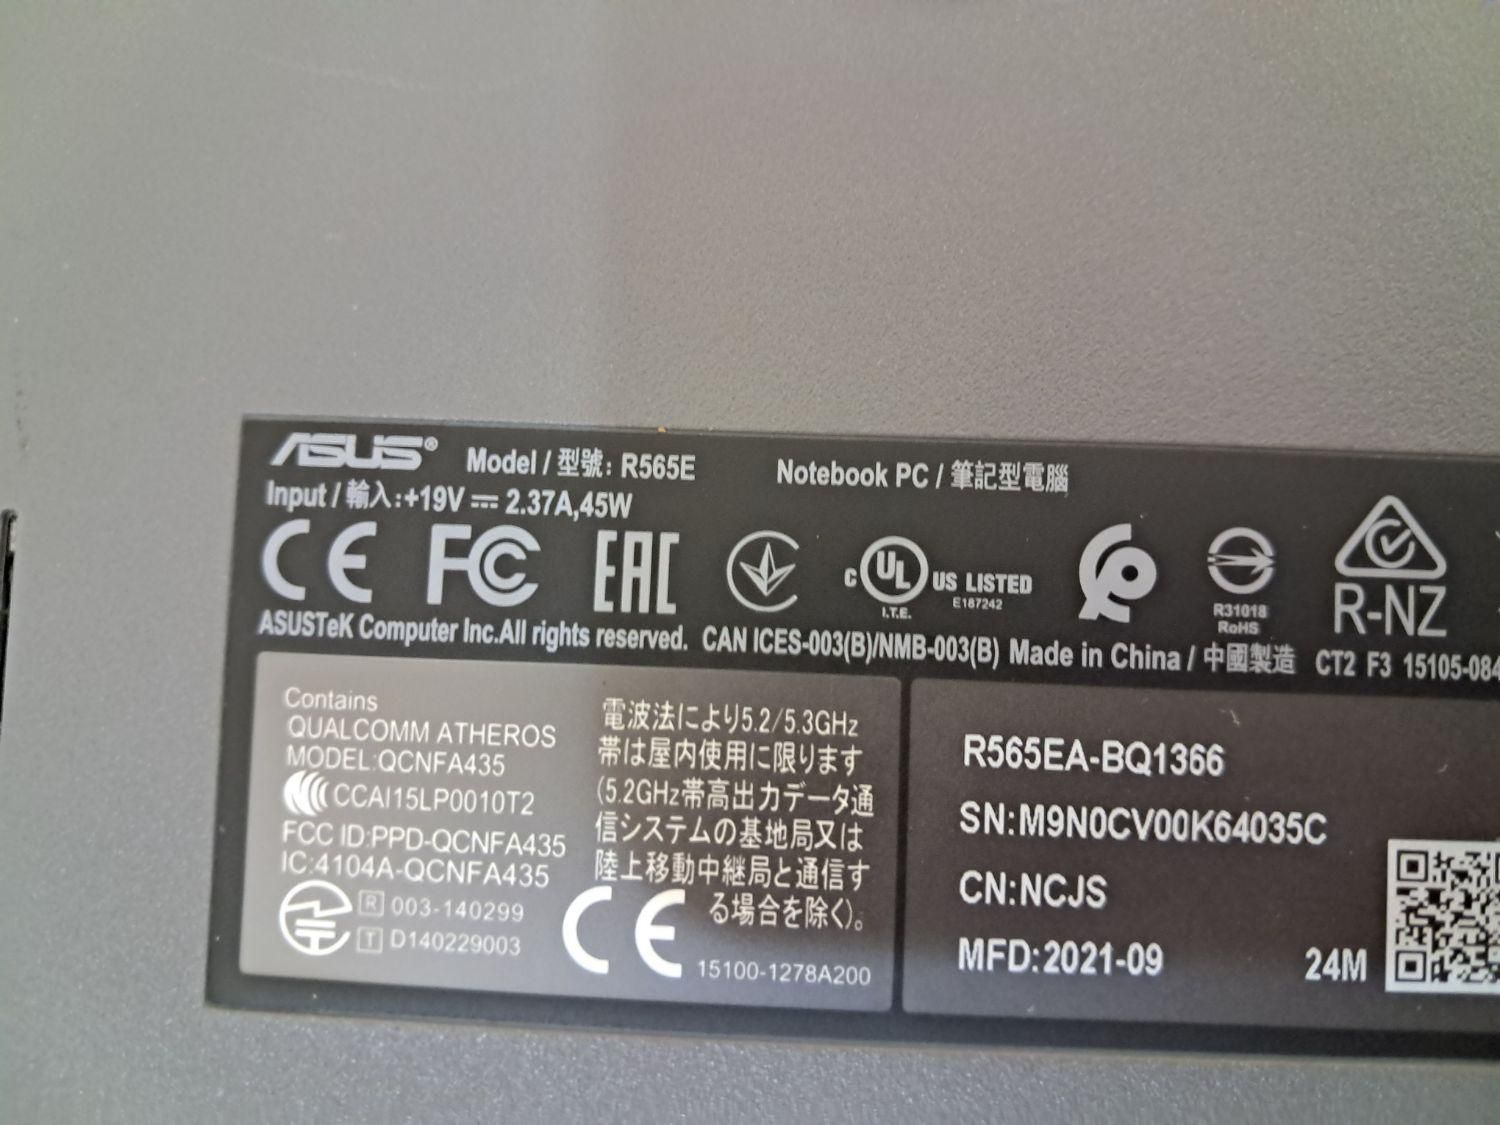 ASUS® Model / 型號: R565E Notebook PC / 筆記型電腦
Input / 輸入:+19V ⎓ 2.37A,45W
CE FC EAC c UL US LISTED
I.T.E. E187242
R31018
RoHS
R-NZ
ASUSTeK Computer Inc.All rights reserved. CAN ICES-003(B)/NMB-003(B) Made in China / 中國製造 CT2 F3 15105-084
Contains
QUALCOMM ATHEROS
MODEL:QCNFA435
CCAI15LP0010T2
FCC ID:PPD-QCNFA435
IC:4104A-QCNFA435
R 003-140299
T D140229003
電波法により5.2/5.3GHz
帯は屋内使用に限ります
(5.2GHz帯高出力データ通
信システムの基地局又は
陸上移動中継局と通信す
る場合を除く)。
CE 15100-1278A200
R565EA-BQ1366
SN:M9N0CV00K64035C
CN:NCJS
MFD:2021-09 24M